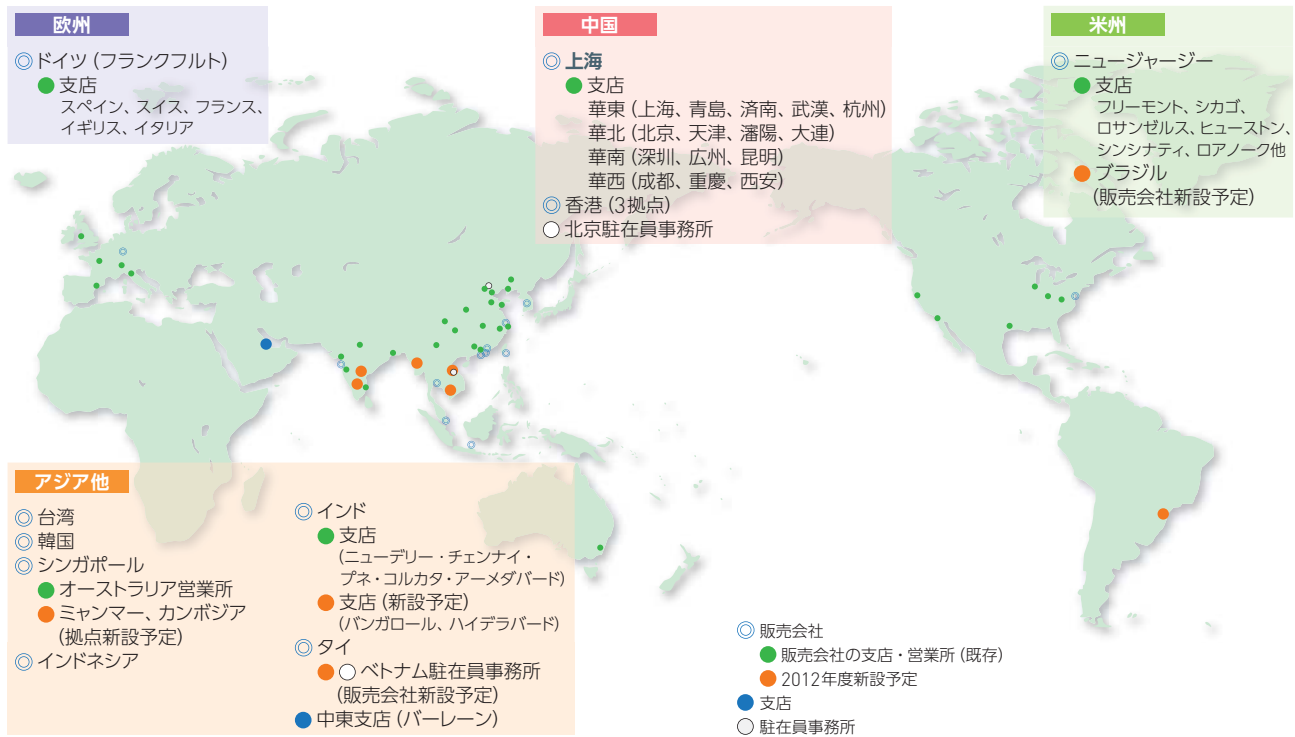 欧州
◎ドイツ(フランクフルト)
●支店
スペイン、スイス、フランス、
イギリス、イタリア
中国
◎上海
●支店
華東(上海、青島、済南、武漢、杭州)
華北(北京、天津、瀋陽、大連)
華南(深圳、広州、昆明)
華西(成都、重慶、西安)
◎香港(3拠点)
○北京駐在員事務所
米州
◎ニュージャージー
●支店
フリーモント、シカゴ、
ロサンゼルス、ヒューストン、
シンシナティ、ロアノーク他
●ブラジル
(販売会社新設予定)
アジア他
◎台湾
◎韓国
◎シンガポール
●オーストラリア営業所
●ミャンマー、カンボジア
(拠点新設予定)
◎インドネシア
◎インド
●支店
(ニューデリー・チェンナイ・
プネ・コルカタ・アーメダバード)
●支店(新設予定)
(バンガロール、ハイデラバード)
◎タイ
●○ベトナム駐在員事務所
(販売会社新設予定)
●中東支店(バーレーン)
◎販売会社
●販売会社の支店・営業所(既存)
●2012年度新設予定
●支店
○駐在員事務所